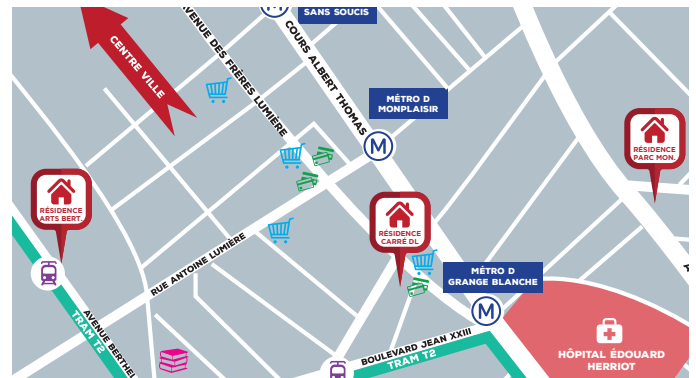 SANS SOUCIS
CENTRE VILLE
AVENUE DES FRÈRES LUMIÈRE
COURS ALBERT THOMAS
MÉTRO D
MONPLAISIR
M
RÉSIDENCE
PARC MON.
RÉSIDENCE
ARTS BERT.
RÉSIDENCE
CARRÉ DL
RUE ANTOINE LUMIÈRE
MÉTRO D
GRANGE BLANCHE
M
AVENUE BERTHEL
TRAM T2
BOULEVARD JEAN XXIII
TRAM T2
HÔPITAL ÉDOUARD
HERRIOT